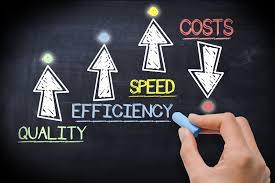 COSTS
SPEED
EFFICIENCY
QUALITY